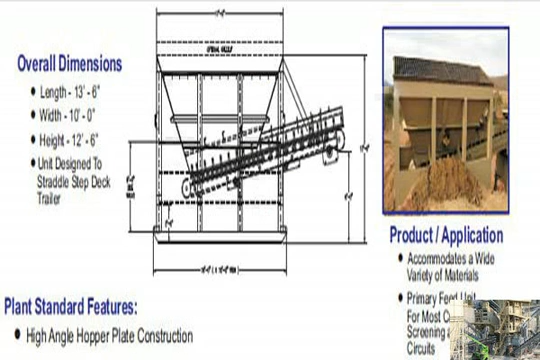 Overall Dimensions
Length - 13' - 6"
Width - 10' - 0"
Height - 12' - 6"
Unit Designed To
Straddle Step Deck
Trailer
Product / Application
Accommodates a Wide
Variety of Materials
Primary Feed Unit
For Most
Screening
Circuits
Plant Standard Features:
High Angle Hopper Plate Construction